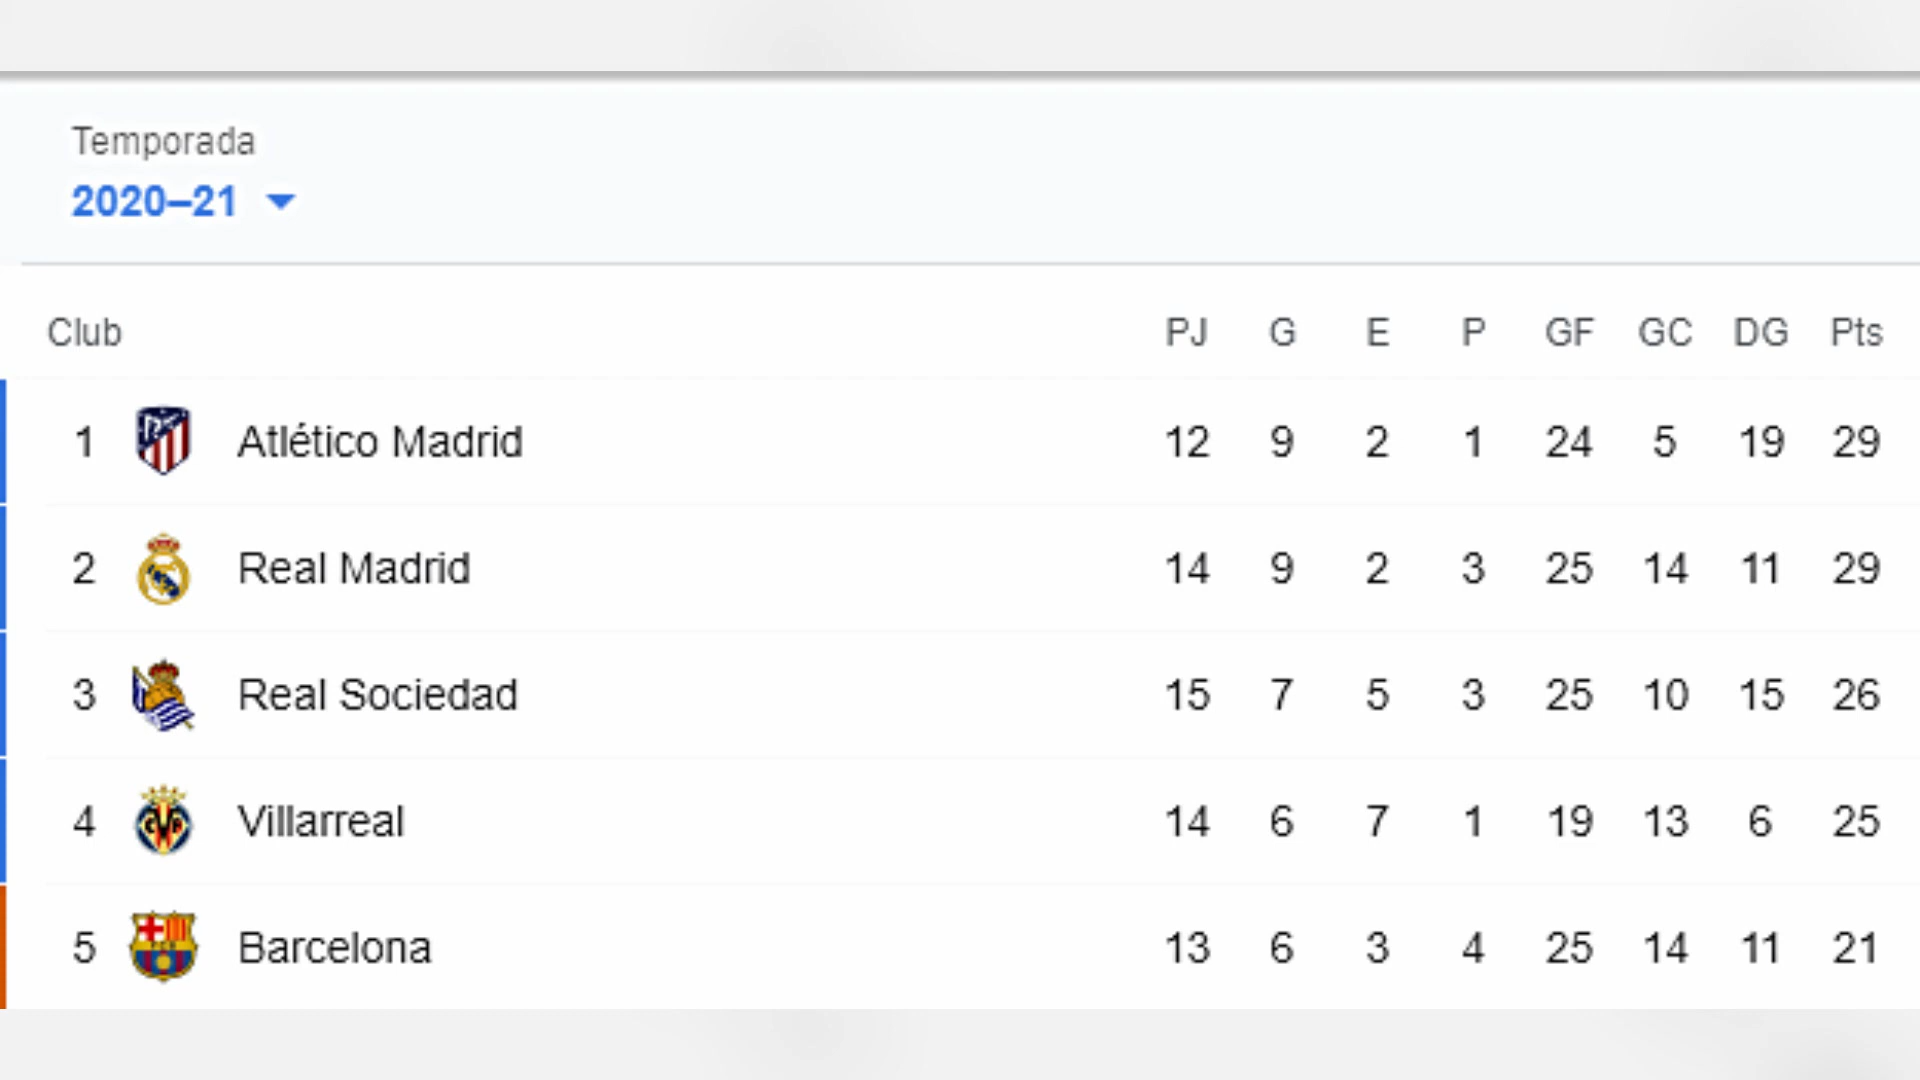 Temporada
2020–21
Club PJ G E P GF GC DG Pts
1 Atlético Madrid 12 9 2 1 24 5 19 29
2 Real Madrid 14 9 2 3 25 14 11 29
3 Real Sociedad 15 7 5 3 25 10 15 26
4 Villarreal 14 6 7 1 19 13 6 25
5 Barcelona 13 6 3 4 25 14 11 21